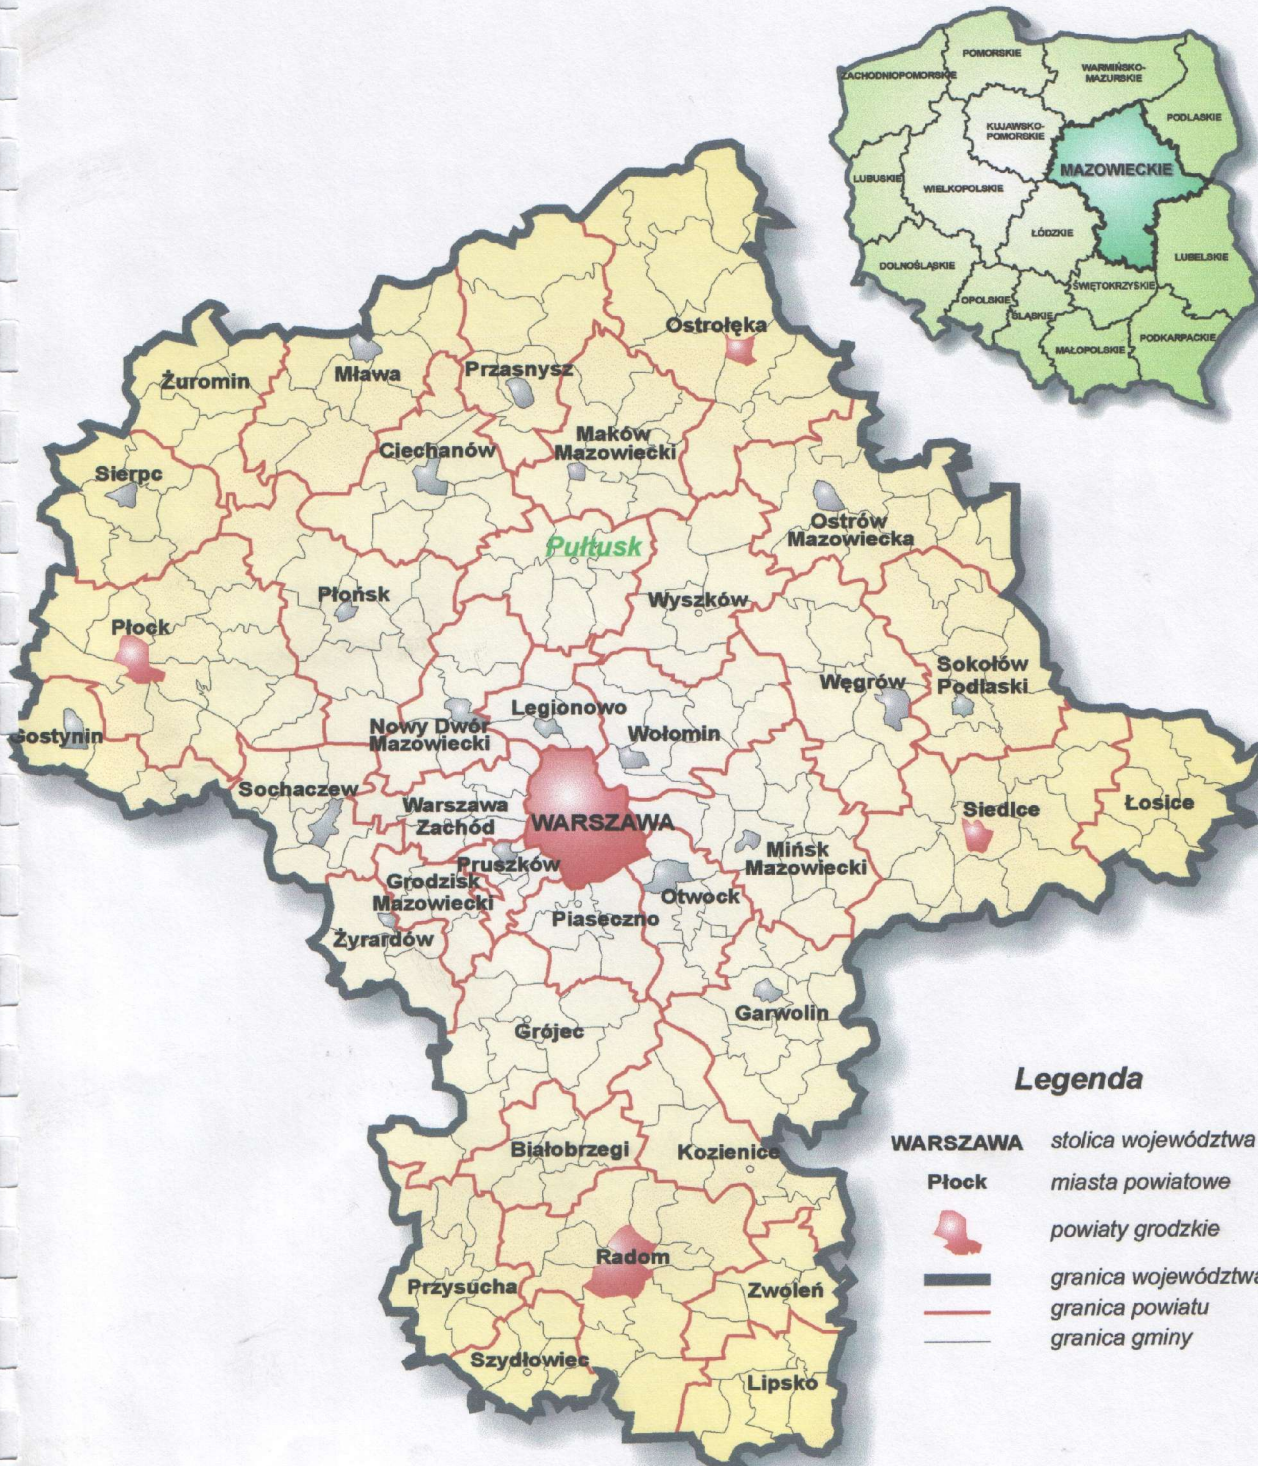 POMORSKIE
ZACHODNIOPOMORSKIE
WARMIŃSKO-
MAZURSKIE
PODLASKIE
KUJAWSKO-
POMORSKIE
MAZOWIECKIE
LUBUSKIE
WIELKOPOLSKIE
ŁÓDZKIE
LUBELSKIE
DOLNOŚLĄSKIE
OPOLSKIE
ŚLĄSKIE
ŚWIĘTOKRZYSKIE
MAŁOPOLSKIE
PODKARPACKIE
Ostrołęka
Żuromin
Mława
Przasnysz
Ciechanów
Maków
Mazowiecki
Sierpc
Ostrów
Mazowiecka
Pułtusk
Płońsk
Wyszków
Płock
Sokołów
Podlaski
Węgrów
Gostynin
Legionowo
Nowy Dwór
Mazowiecki
Wołomin
Sochaczew
Warszawa
Zachód
WARSZAWA
Siedlce
Łosice
Mińsk
Mazowiecki
Pruszków
Grodzisk
Mazowiecki
Otwock
Piaseczno
Żyrardów
Garwolin
Grójec
Białobrzegi
Kozienice
Radom
Przysucha
Zwoleń
Szydłowiec
Lipsko
Legenda
WARSZAWA stolica województwa
Płock miasta powiatowe
powiaty grodzkie
granica województwa
granica powiatu
granica gminy